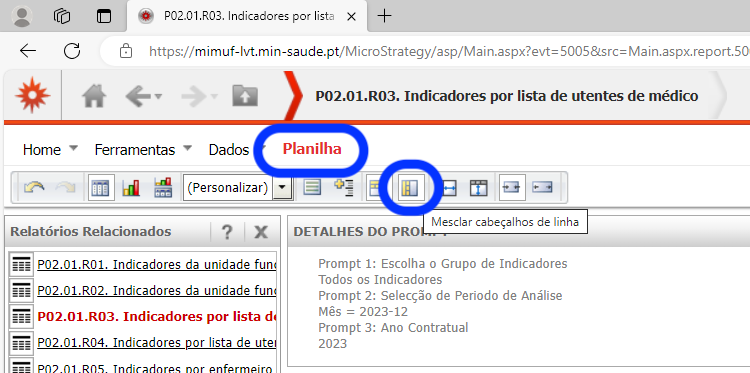 P02.01.R03. Indicadores por lista
https://mimuf-lvt.min-saude.pt/MicroStrategy/asp/Main.aspx?evt=5005&src=Main.aspx.report.500
P02.01.R03. Indicadores por lista de utentes de médico
Home Ferramentas Dados Planilha
(Personalizar)
Mesclar cabeçalhos de linha
Relatórios Relacionados ? X
P02.01.R01. Indicadores da unidade func
P02.01.R02. Indicadores da unidade func
P02.01.R03. Indicadores por lista de
P02.01.R04. Indicadores por lista de uten
P02.01.R05. Indicadores por enfermeiro
DETALHES DO PROMPT
Prompt 1: Escolha o Grupo de Indicadores
Todos os Indicadores
Prompt 2: Selecção de Periodo de Análise
Mês = 2023-12
Prompt 3: Ano Contratual
2023